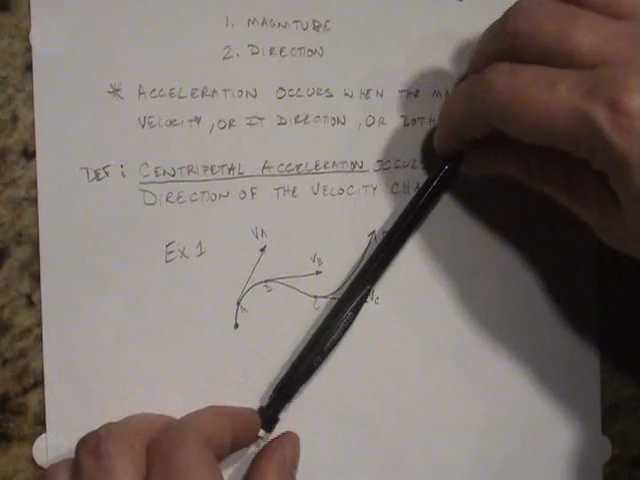 1. MAGNITUDE
2. DIRECTION
* ACCELERATION OCCURS WHEN THE
VELOCITY, OR IT DIRECTION, OR BOTH
DEF: CENTRIPETAL ACCELERATION OCCURS
DIRECTION OF THE VELOCITY
EX 1
VA
VB
A
B
C
VC